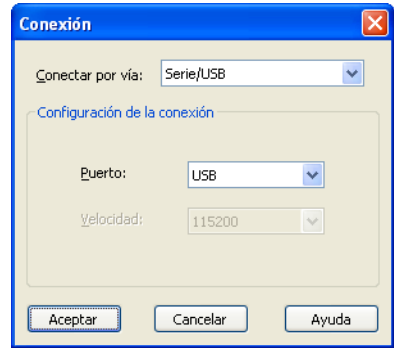 Conexión
Conectar por vía: Serie/USB
Configuración de la conexión
Puerto: USB
Velocidad: 115200
Aceptar Cancelar Ayuda